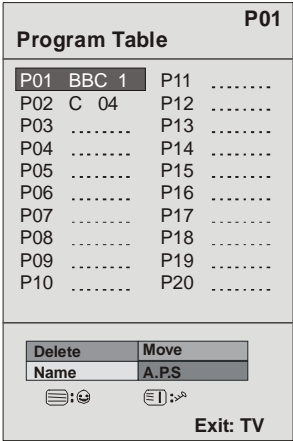 P01
Program Table
P01 BBC 1 P11 ........
P02 C 04 P12 ........
P03 ........ P13 ........
P04 ........ P14 ........
P05 ........ P15 ........
P06 ........ P16 ........
P07 ........ P17 ........
P08 ........ P18 ........
P09 ........ P19 ........
P10 ........ P20 ........
Delete Move
Name A.P.S
: :
Exit: TV